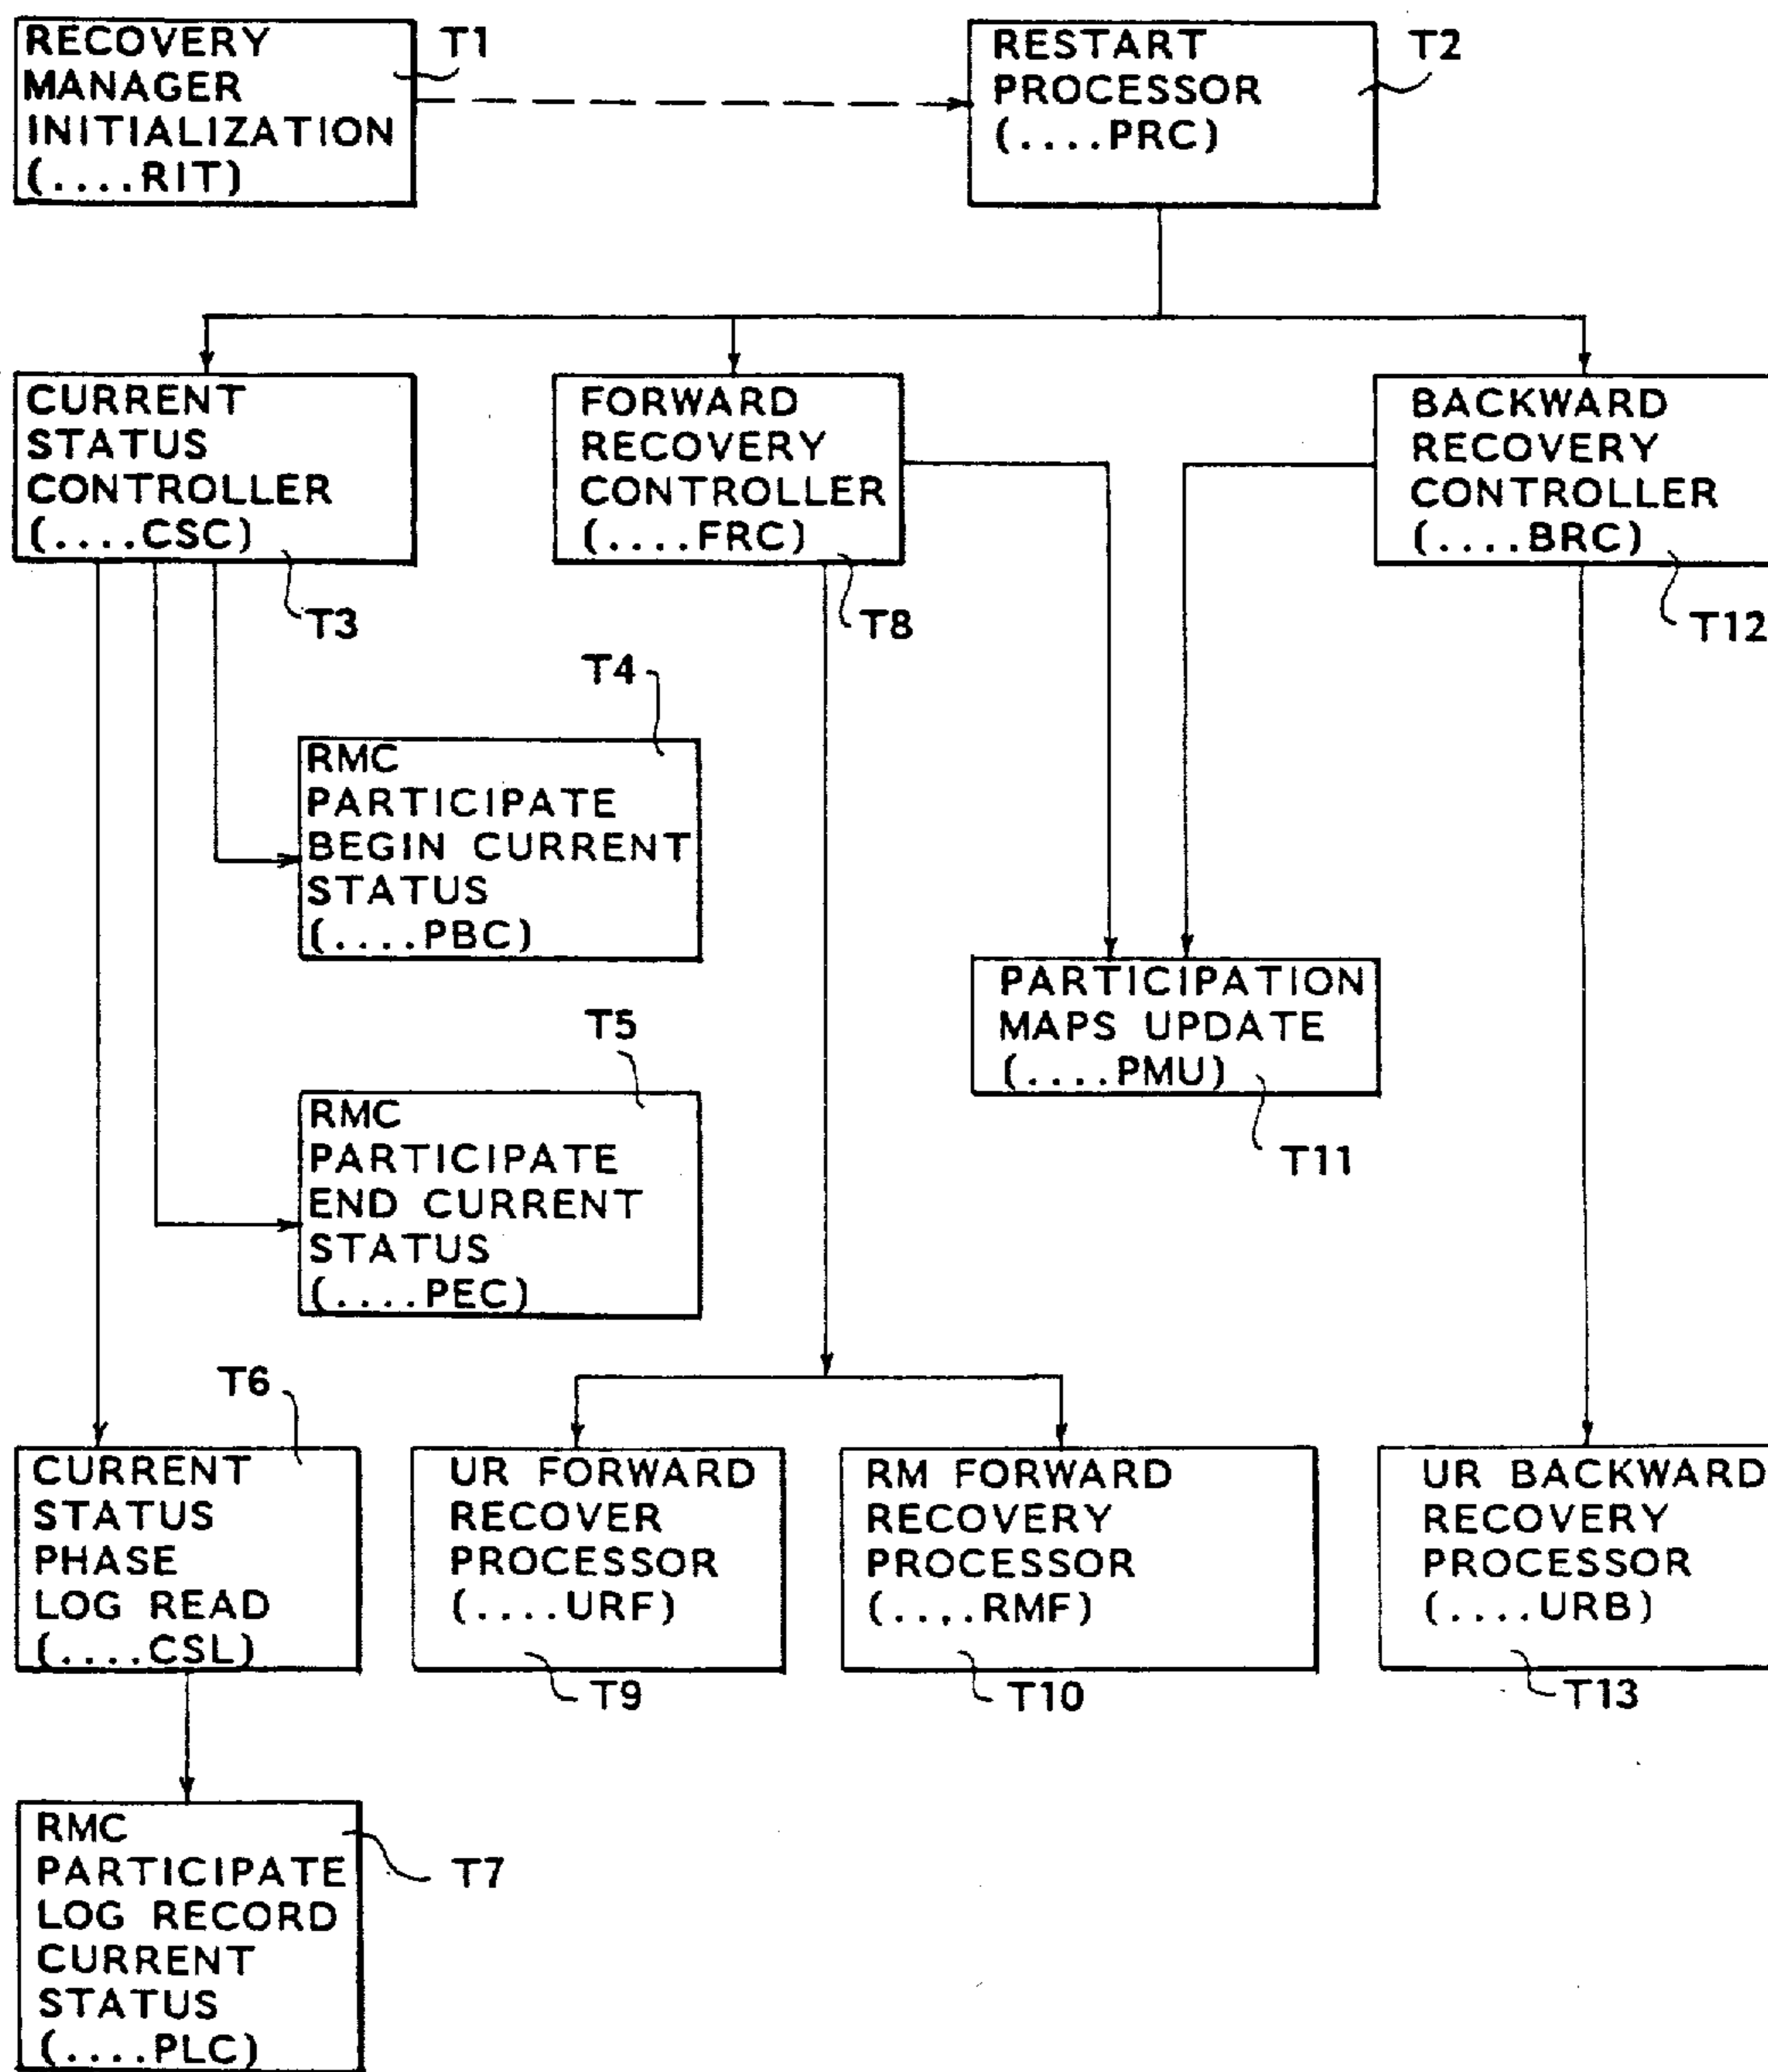 RECOVERY
MANAGER
INITIALIZATION
(....RIT)
T1
RESTART
PROCESSOR
(....PRC)
T2
CURRENT
STATUS
CONTROLLER
(....CSC)
T3
FORWARD
RECOVERY
CONTROLLER
(....FRC)
T8
BACKWARD
RECOVERY
CONTROLLER
(....BRC)
T12
T4
RMC
PARTICIPATE
BEGIN CURRENT
STATUS
(....PBC)
PARTICIPATION
MAPS UPDATE
(....PMU)
T11
T5
RMC
PARTICIPATE
END CURRENT
STATUS
(....PEC)
T6
CURRENT
STATUS
PHASE
LOG READ
(....CSL)
UR FORWARD
RECOVER
PROCESSOR
(....URF)
T9
RM FORWARD
RECOVERY
PROCESSOR
(....RMF)
T10
UR BACKWARD
RECOVERY
PROCESSOR
(....URB)
T13
RMC
PARTICIPATE
LOG RECORD
CURRENT
STATUS
(....PLC)
T7